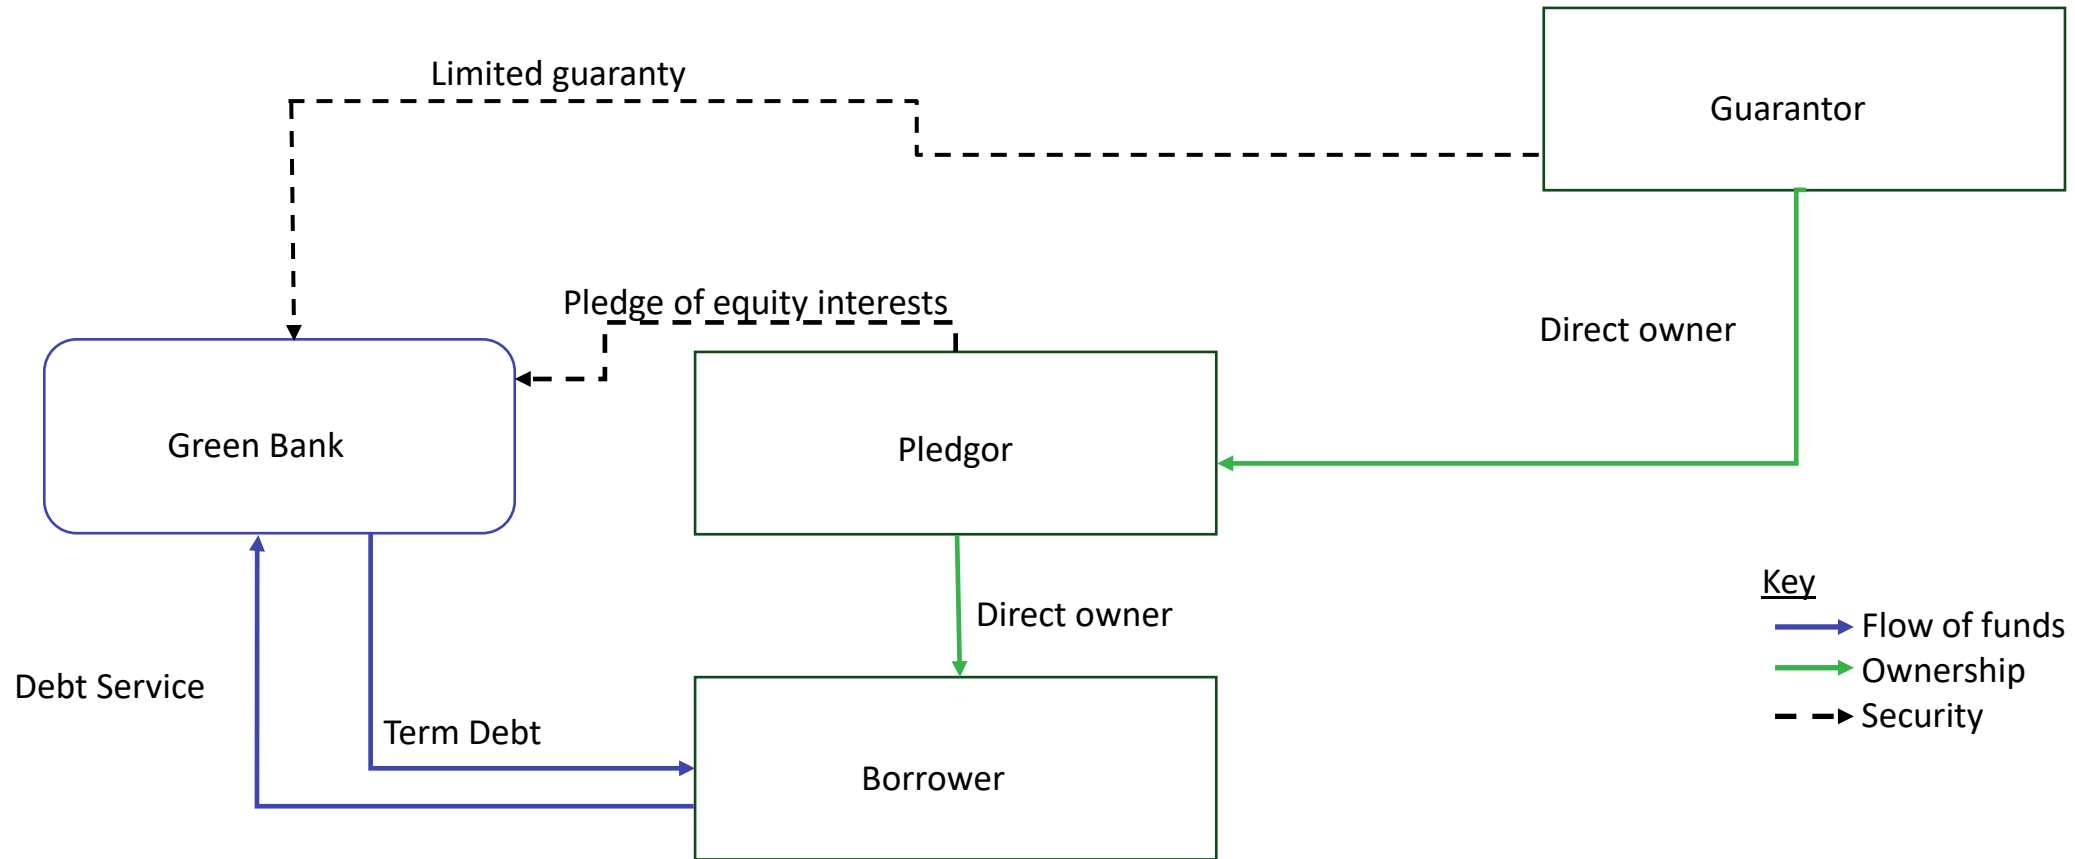 Limited guaranty
Guarantor
Pledge of equity interests
Direct owner
Green Bank
Pledgor
Key
Flow of funds
Ownership
Security
Direct owner
Debt Service
Term Debt
Borrower